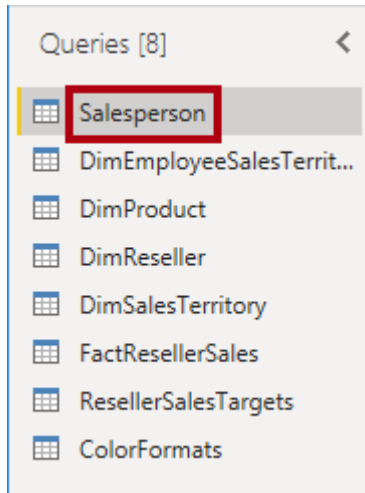 Queries [8]
Salesperson
DimEmployeeSalesTerrit...
DimProduct
DimReseller
DimSalesTerritory
FactResellerSales
ResellerSalesTargets
ColorFormats